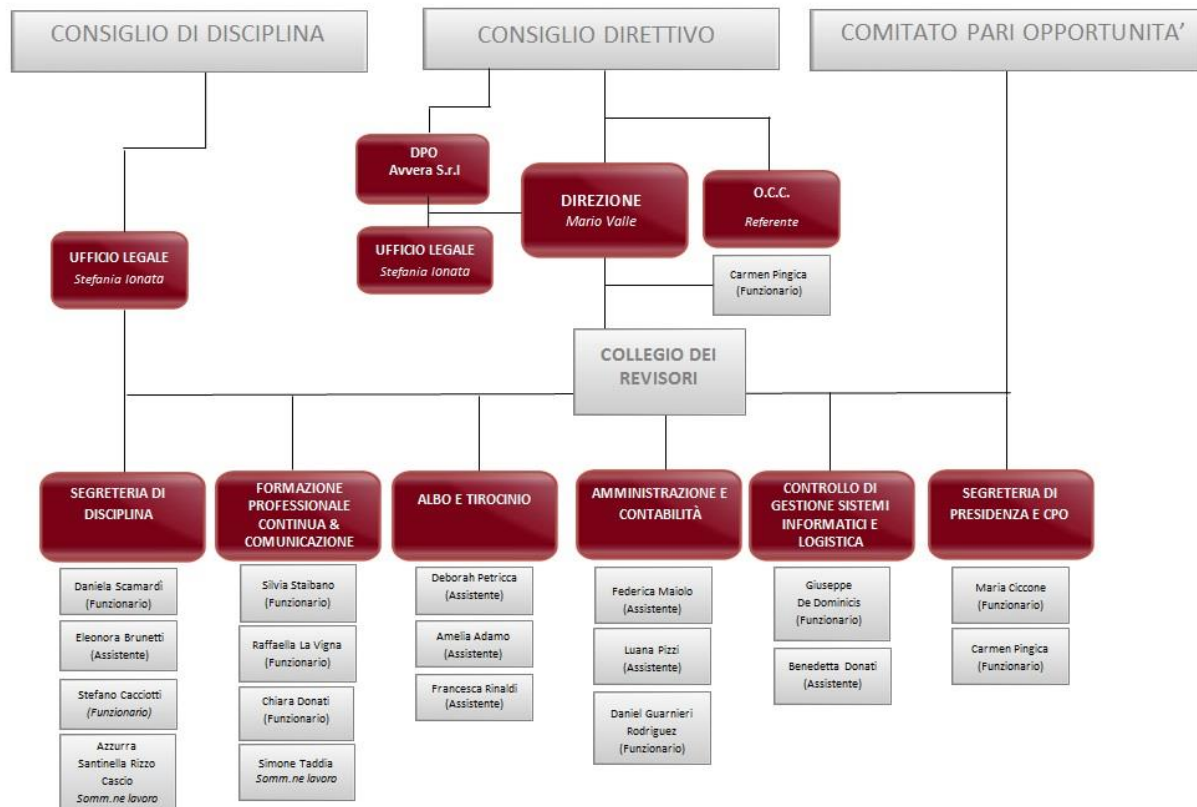 CONSIGLIO DI DISCIPLINA
CONSIGLIO DIRETTIVO
COMITATO PARI OPPORTUNITA’
DPO
Avvera S.r.l
DIREZIONE
Mario Valle
O.C.C.
Referente
UFFICIO LEGALE
Stefania Ionata
UFFICIO LEGALE
Stefania Ionata
Carmen Pingica
(Funzionario)
COLLEGIO DEI
REVISORI
SEGRETERIA DI
DISCIPLINA
Daniela Scamardì
(Funzionario)
Eleonora Brunetti
(Assistente)
Stefano Cacciotti
(Funzionario)
Azzurra
Santinella Rizzo
Cascio
Somm.ne lavoro
FORMAZIONE
PROFESSIONALE
CONTINUA &
COMUNICAZIONE
Silvia Staibano
(Funzionario)
Raffaella La Vigna
(Funzionario)
Chiara Donati
(Funzionario)
Simone Taddia
Somm.ne lavoro
ALBO E TIROCINIO
Deborah Petricca
(Assistente)
Amelia Adamo
(Assistente)
Francesca Rinaldi
(Assistente)
AMMINISTRAZIONE E
CONTABILITÀ
Federica Maiolo
(Assistente)
Luana Pizzi
(Assistente)
Daniel Guarnieri
Rodriguez
(Funzionario)
CONTROLLO DI
GESTIONE SISTEMI
INFORMATICI E
LOGISTICA
Giuseppe
De Dominicis
(Funzionario)
Benedetta Donati
(Assistente)
SEGRETERIA DI
PRESIDENZA E CPO
Maria Ciccone
(Funzionario)
Carmen Pingica
(Funzionario)